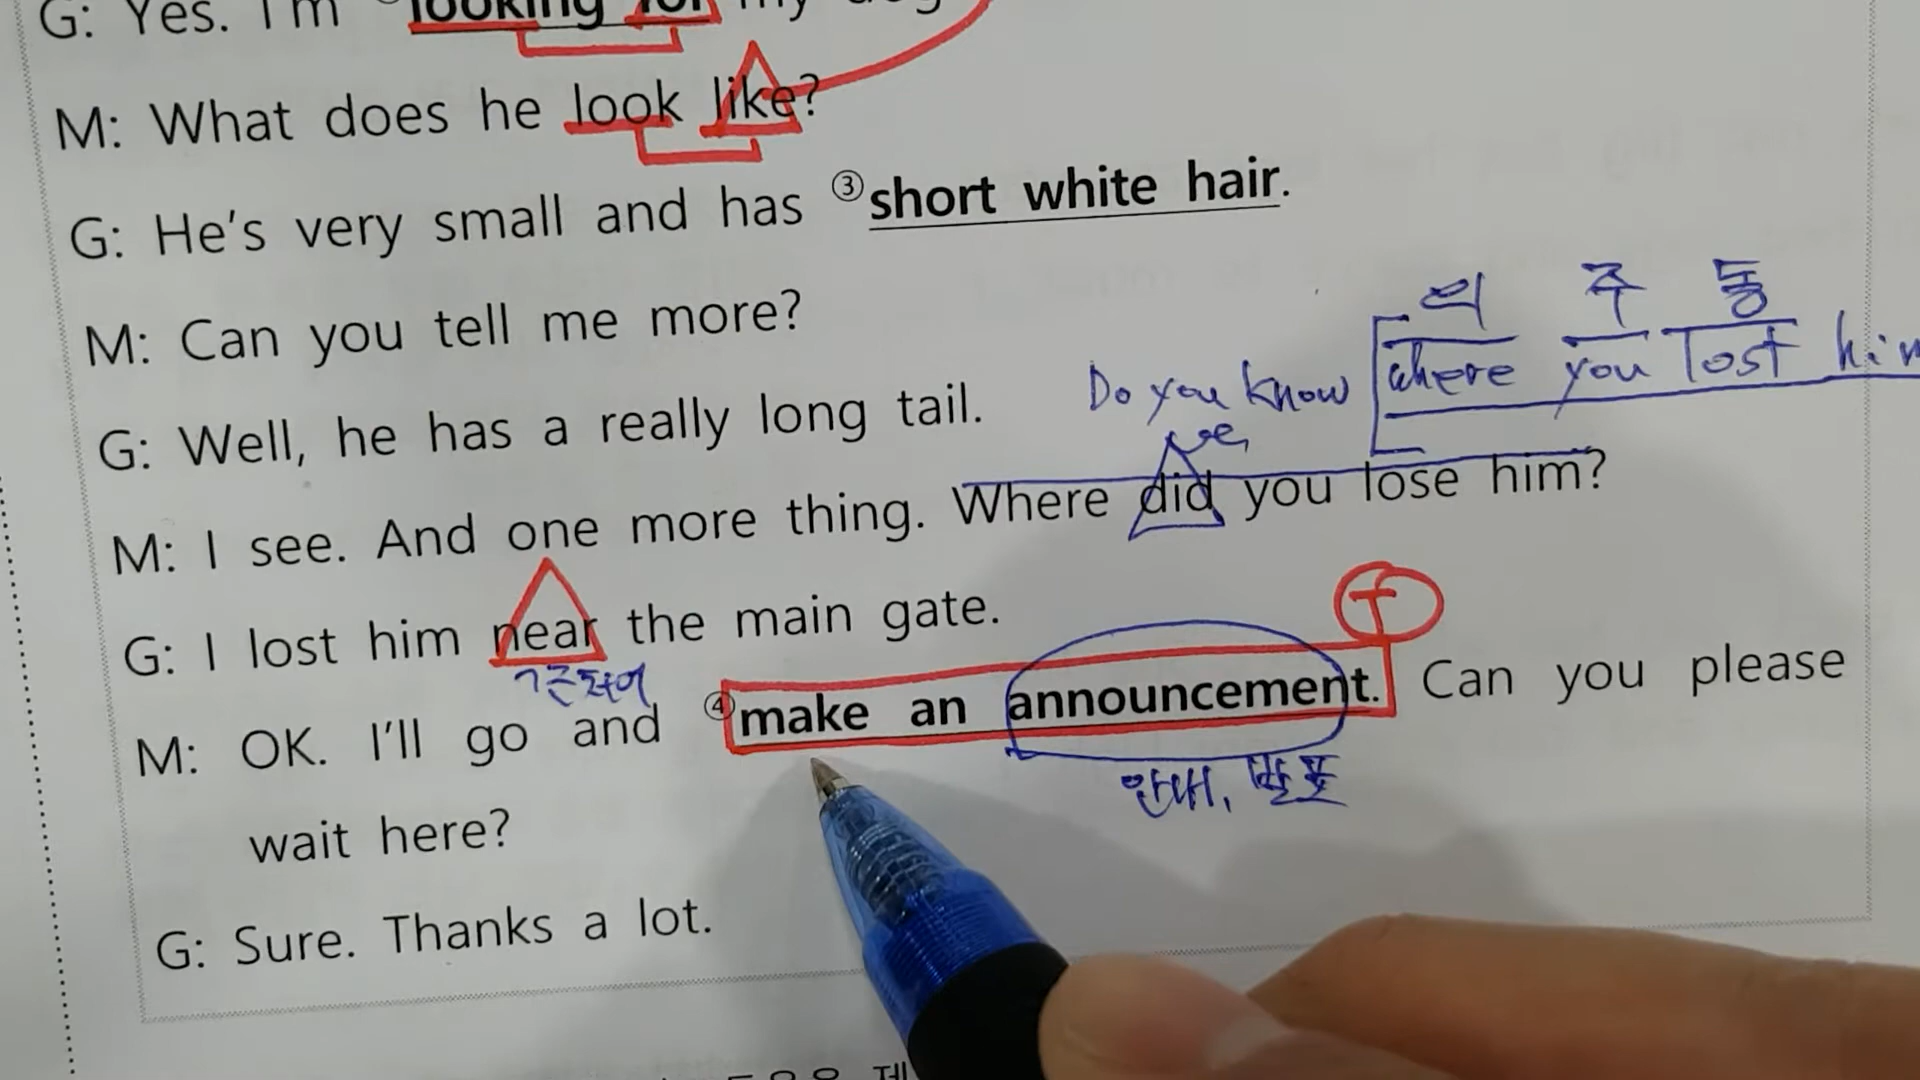 G: Yes. I'm looking for my dog
M: What does he look like?
G: He's very small and has ③short white hair.
의 주 동
M: Can you tell me more?
Do you know where you lost him
G: Well, he has a really long tail.
M: I see. And one more thing. Where did you lose him?
G: I lost him near the main gate.
근처에
M: OK. I'll go and ④make an announcement. Can you please
안내, 발표
wait here?
G: Sure. Thanks a lot.